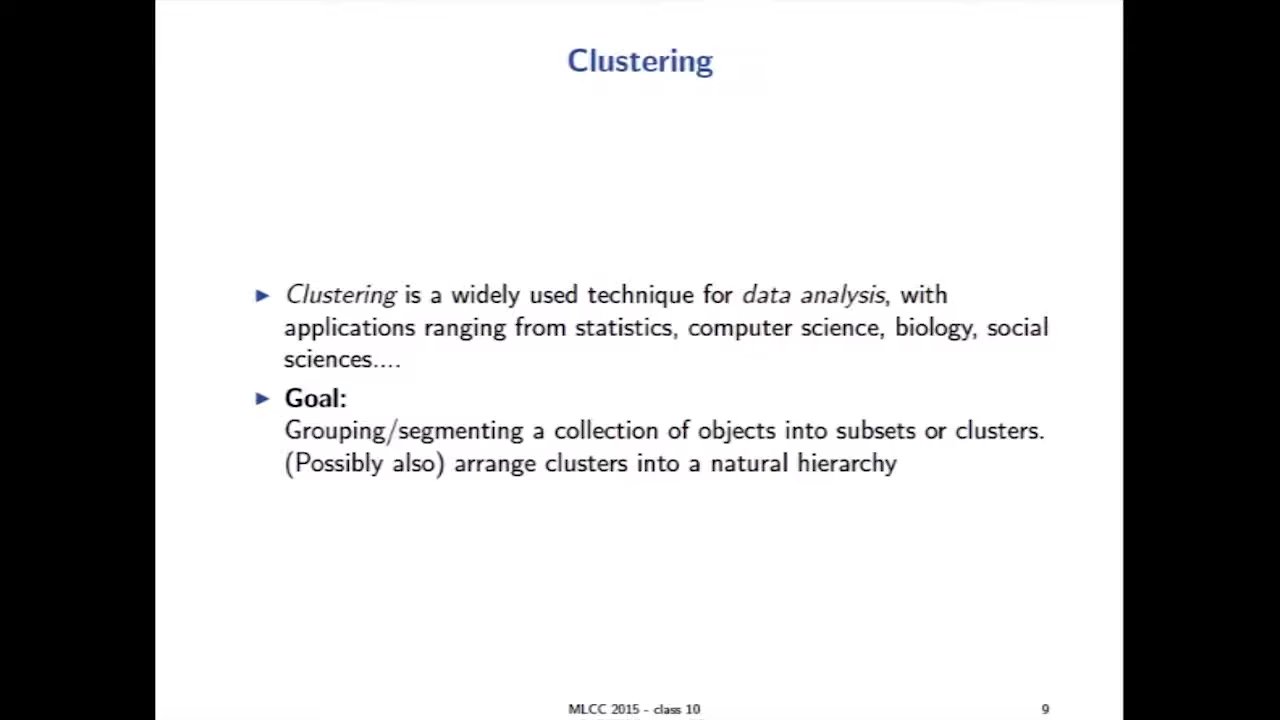 Clustering
► Clustering is a widely used technique for data analysis, with
applications ranging from statistics, computer science, biology, social
sciences....
► Goal:
Grouping/segmenting a collection of objects into subsets or clusters.
(Possibly also) arrange clusters into a natural hierarchy
MLCC 2015 - class 10
9